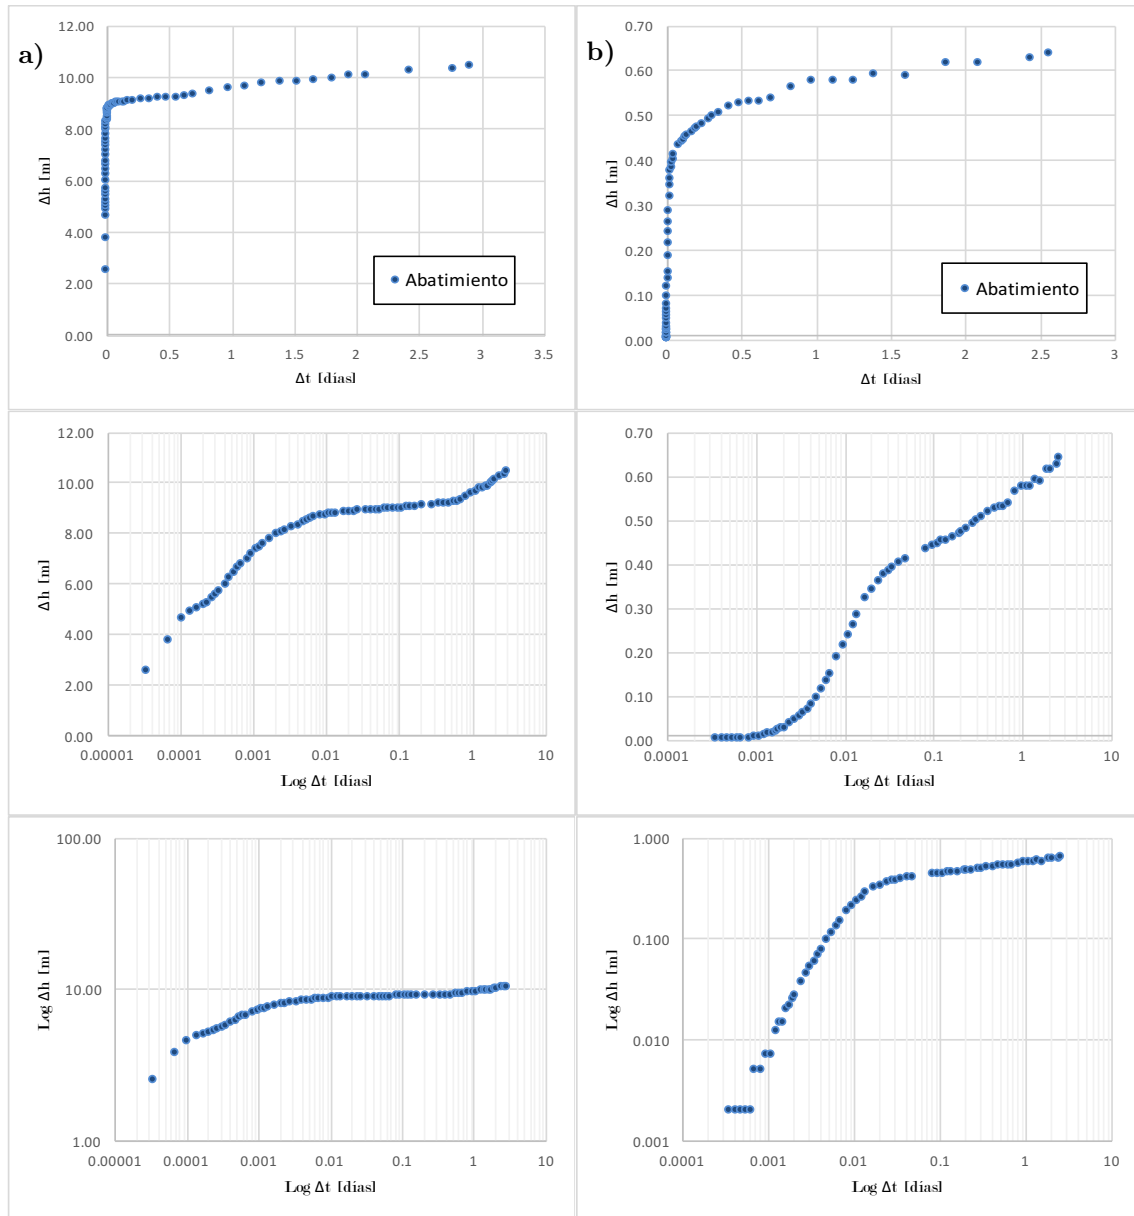 a)
12.00
10.00
8.00
6.00
4.00
2.00
0.00
Δh [m]
Abatimiento
0 0.5 1 1.5 2 2.5 3 3.5
Δt [dias]
b)
0.70
0.60
0.50
0.40
0.30
0.20
0.10
0.00
Δh [m]
Abatimiento
0 0.5 1 1.5 2 2.5 3
Δt [dias]
12.00
10.00
8.00
6.00
4.00
2.00
0.00
Δh [m]
0.00001 0.0001 0.001 0.01 0.1 1 10
Log Δt [dias]
0.70
0.60
0.50
0.40
0.30
0.20
0.10
0.00
Δh [m]
0.0001 0.001 0.01 0.1 1 10
Log Δt [dias]
100.00
10.00
1.00
Log Δh [m]
0.00001 0.0001 0.001 0.01 0.1 1 10
Log Δt [dias]
1.000
0.100
0.010
0.001
Log Δh [m]
0.0001 0.001 0.01 0.1 1 10
Log Δt [dias]